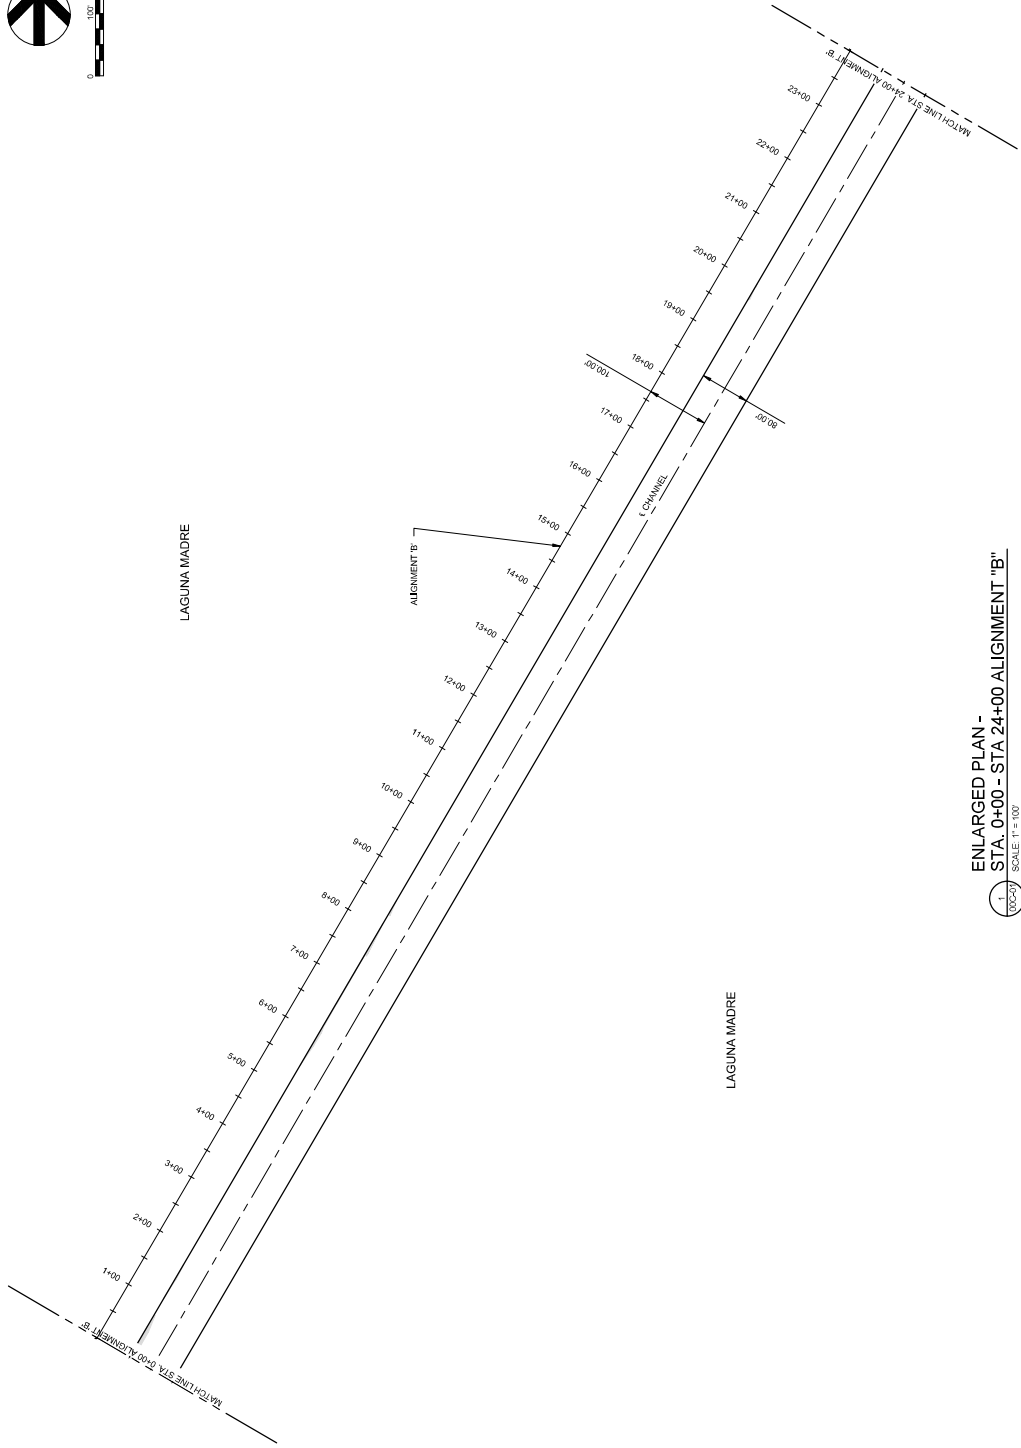 100'
0
MATCH LINE STA. 24+00 ALIGNMENT 'B'
23+00
22+00
21+00
20+00
19+00
18+00
100.00'
17+00
80.00'
16+00
℄ CHANNEL
15+00
LAGUNA MADRE
ALIGNMENT 'B'
14+00
13+00
12+00
11+00
10+00
9+00
8+00
7+00
6+00
5+00
4+00
3+00
2+00
1+00
LAGUNA MADRE
MATCH LINE STA. 0+00 ALIGNMENT 'B'
ENLARGED PLAN -
STA. 0+00 - STA 24+00 ALIGNMENT "B"
1
00C-01
SCALE: 1" = 100'